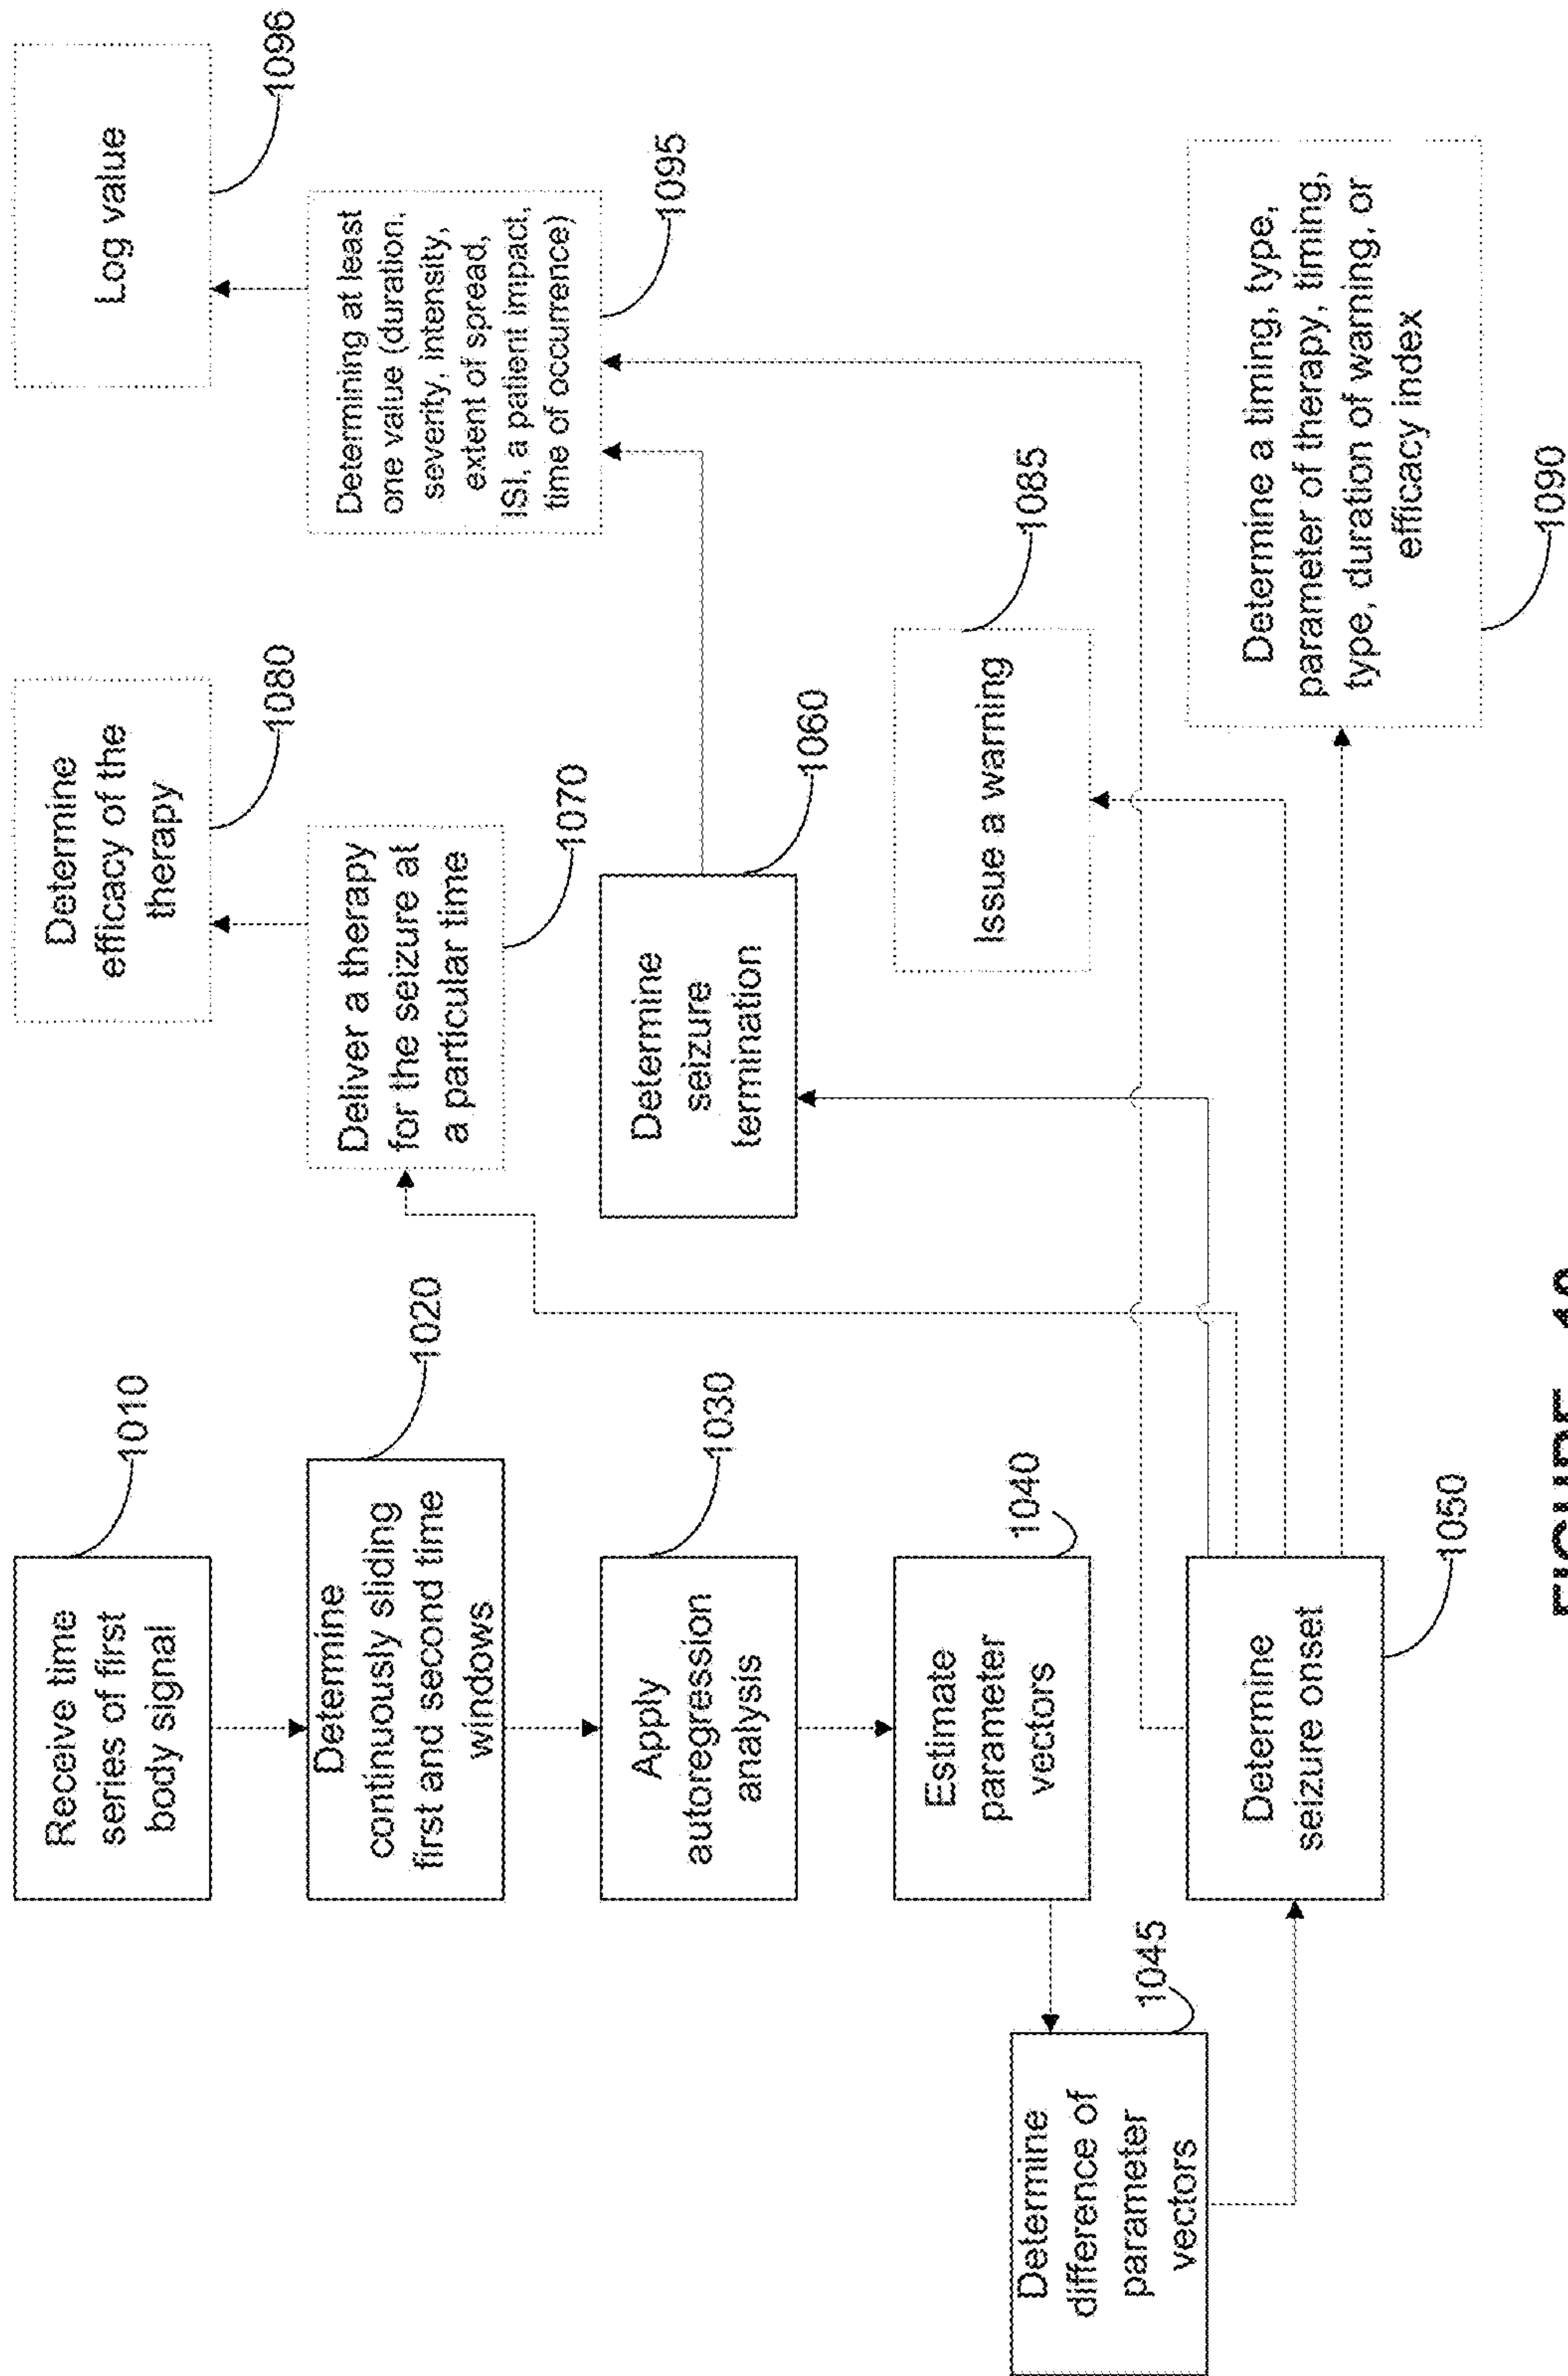 Receive time
series of first
body signal
1010
Determine
continuously sliding
first and second time
windows
1020
Apply
autoregression
analysis
1030
Estimate
parameter
vectors
1040
Determine
difference of
parameter
vectors
1045
Determine
seizure onset
1050
Determine
efficacy of the
therapy
1080
Deliver a therapy
for the seizure at
a particular time
1070
Determine
seizure
termination
1060
Issue a warning
1085
Log value
1096
Determining at least
one value (duration,
severity, intensity,
extent of spread,
ISI, a patient impact,
time of occurrence)
1095
Determine a timing, type,
parameter of therapy, timing,
type, duration of warning, or
efficacy index
1090
FIGURE